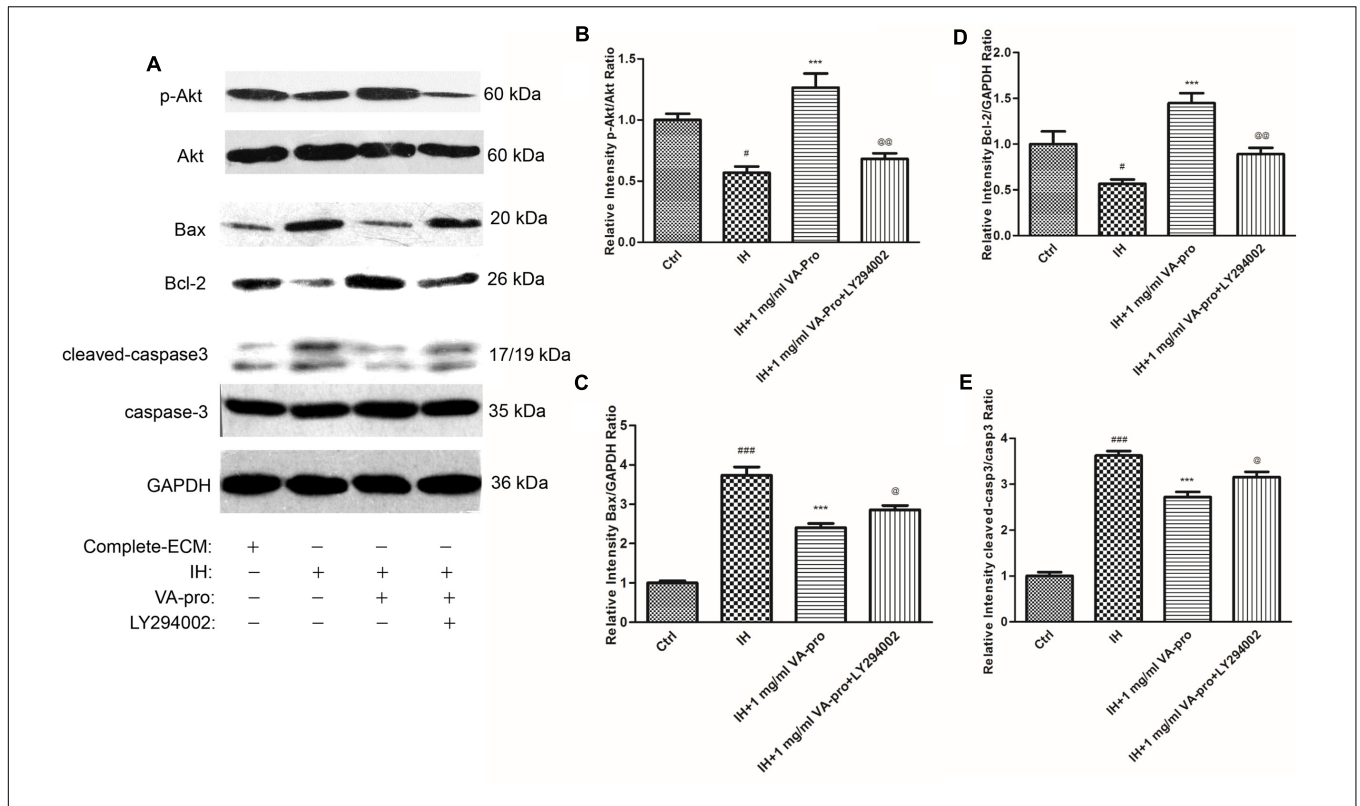 A
p-Akt 60 kDa
Akt 60 kDa
Bax 20 kDa
Bcl-2 26 kDa
cleaved-caspase3 17/19 kDa
caspase-3 35 kDa
GAPDH 36 kDa
Complete-ECM: + − − −
IH: − + + +
VA-pro: − − + +
LY294002: − − − +
B
Relative Intensity p-Akt/Akt Ratio
1.5
1.0
0.5
0.0
#
***
@@
Ctrl
IH
IH+1 mg/ml VA-Pro
IH+1 mg/ml VA-Pro+LY294002
D
Relative Intensity Bcl-2/GAPDH Ratio
2.0
1.5
1.0
0.5
0.0
#
***
@@
Ctrl
IH
IH+1 mg/ml VA-pro
IH+1 mg/ml VA-pro+LY294002
C
Relative Intensity Bax/GAPDH Ratio
5
4
3
2
1
0
###
***
@
Ctrl
IH
IH+1 mg/ml VA-pro
IH+1 mg/ml VA-pro+LY294002
E
Relative Intensity cleaved-casp3/casp3 Ratio
4
3
2
1
0
###
***
@
Ctrl
IH
IH+1 mg/ml VA-pro
IH+1 mg/ml VA-pro+LY294002